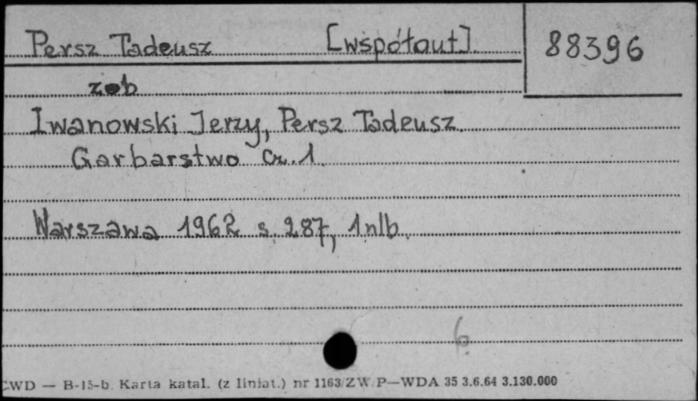 Persz Tadeusz [współaut].
88396
zob
Iwanowski Jerzy, Persz Tadeusz.
Garbarstwo Cz. 1.
Warszawa 1962 s. 287, 1 nlb.
6
CWD — B-15-b. Karta katal. (z liniat.) nr 1163/ZW P—WDA 35 3.6.64 3.130.000